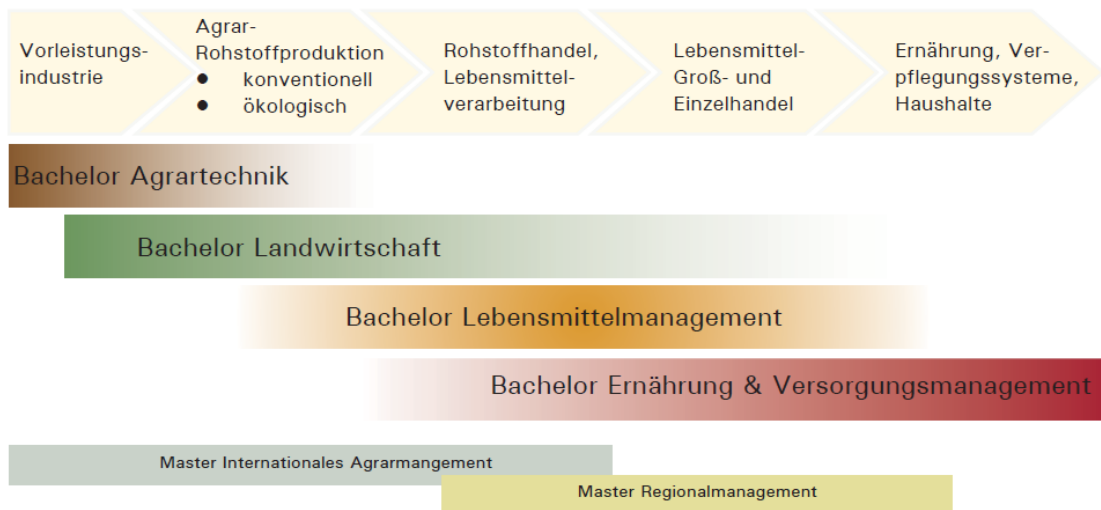 Vorleistungs-
industrie
Agrar-
Rohstoffproduktion
● konventionell
● ökologisch
Rohstoffhandel,
Lebensmittel-
verarbeitung
Lebensmittel-
Groß- und
Einzelhandel
Ernährung, Ver-
pflegungssysteme,
Haushalte
Bachelor Agrartechnik
Bachelor Landwirtschaft
Bachelor Lebensmittelmanagement
Bachelor Ernährung & Versorgungsmanagement
Master Internationales Agrarmangement
Master Regionalmanagement